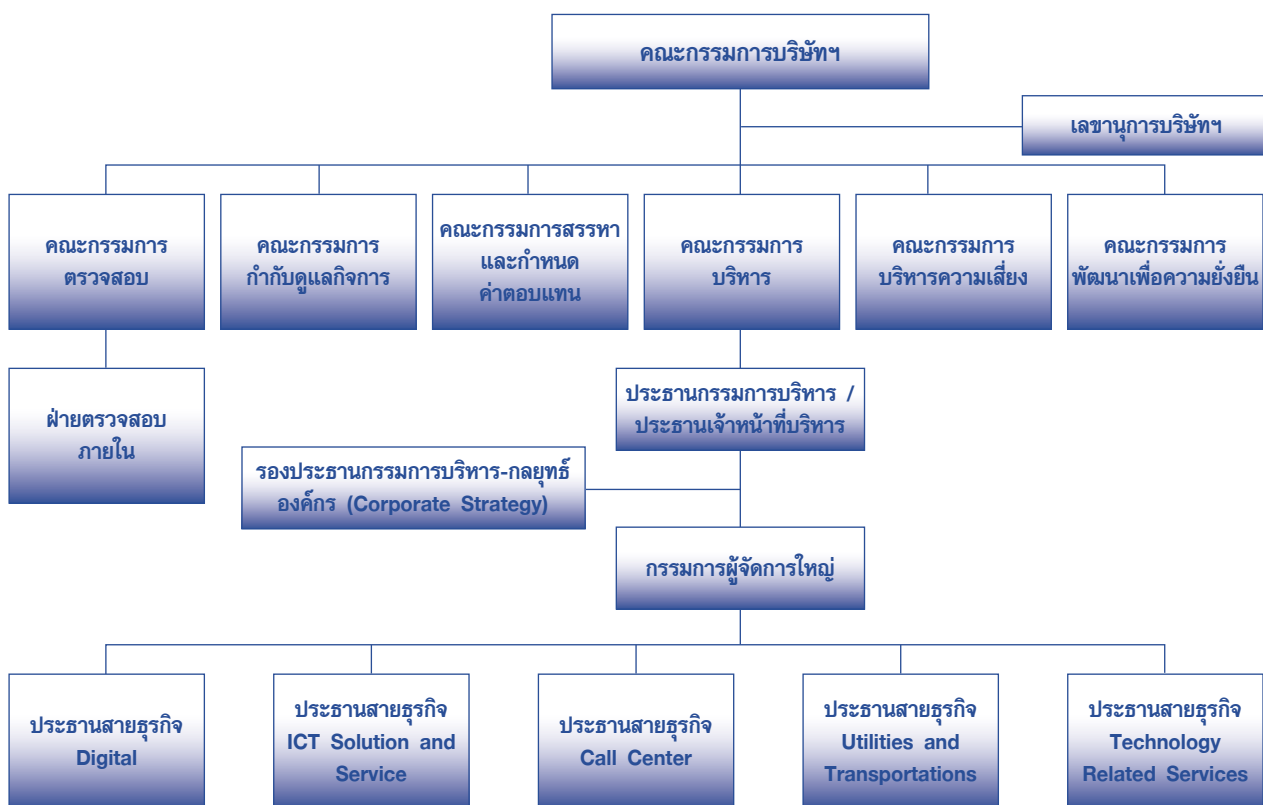 คณะกรรมการบริษัทฯ
เลขานุการบริษัทฯ
คณะกรรมการ
ตรวจสอบ
คณะกรรมการ
กำกับดูแลกิจการ
คณะกรรมการสรรหา
และกำหนด
ค่าตอบแทน
คณะกรรมการ
บริหาร
คณะกรรมการ
บริหารความเสี่ยง
คณะกรรมการ
พัฒนาเพื่อความยั่งยืน
ฝ่ายตรวจสอบ
ภายใน
ประธานกรรมการบริหาร /
ประธานเจ้าหน้าที่บริหาร
รองประธานกรรมการบริหาร-กลยุทธ์
องค์กร (Corporate Strategy)
กรรมการผู้จัดการใหญ่
ประธานสายธุรกิจ
Digital
ประธานสายธุรกิจ
ICT Solution and
Service
ประธานสายธุรกิจ
Call Center
ประธานสายธุรกิจ
Utilities and
Transportations
ประธานสายธุรกิจ
Technology
Related Services